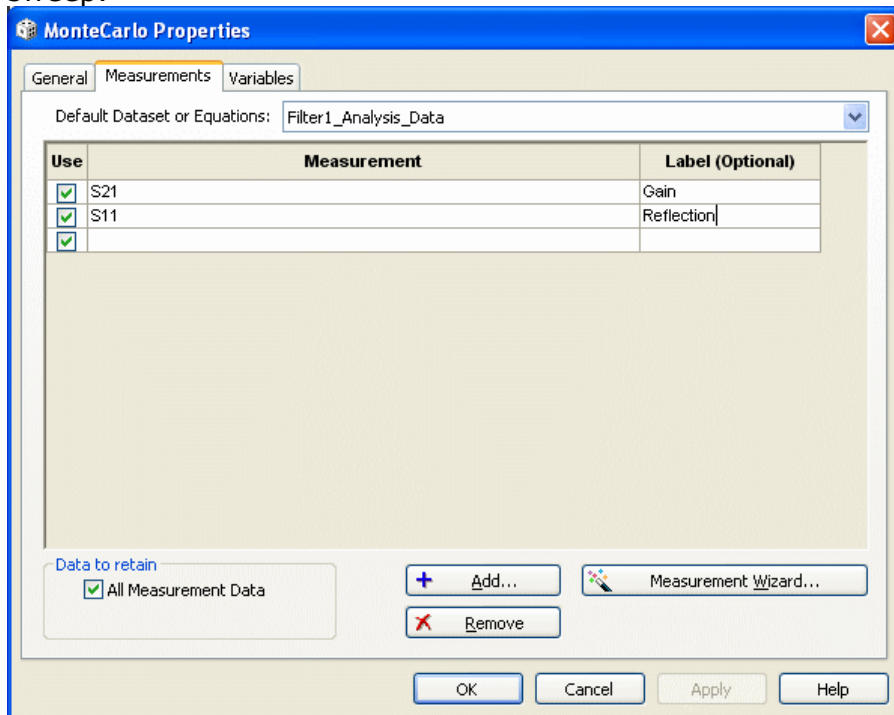 MonteCarlo Properties
General Measurements Variables
Default Dataset or Equations: Filter1_Analysis_Data
Use Measurement Label (Optional)
S21 Gain
S11 Reflection
Data to retain
All Measurement Data
Add... Measurement Wizard...
Remove
OK Cancel Apply Help